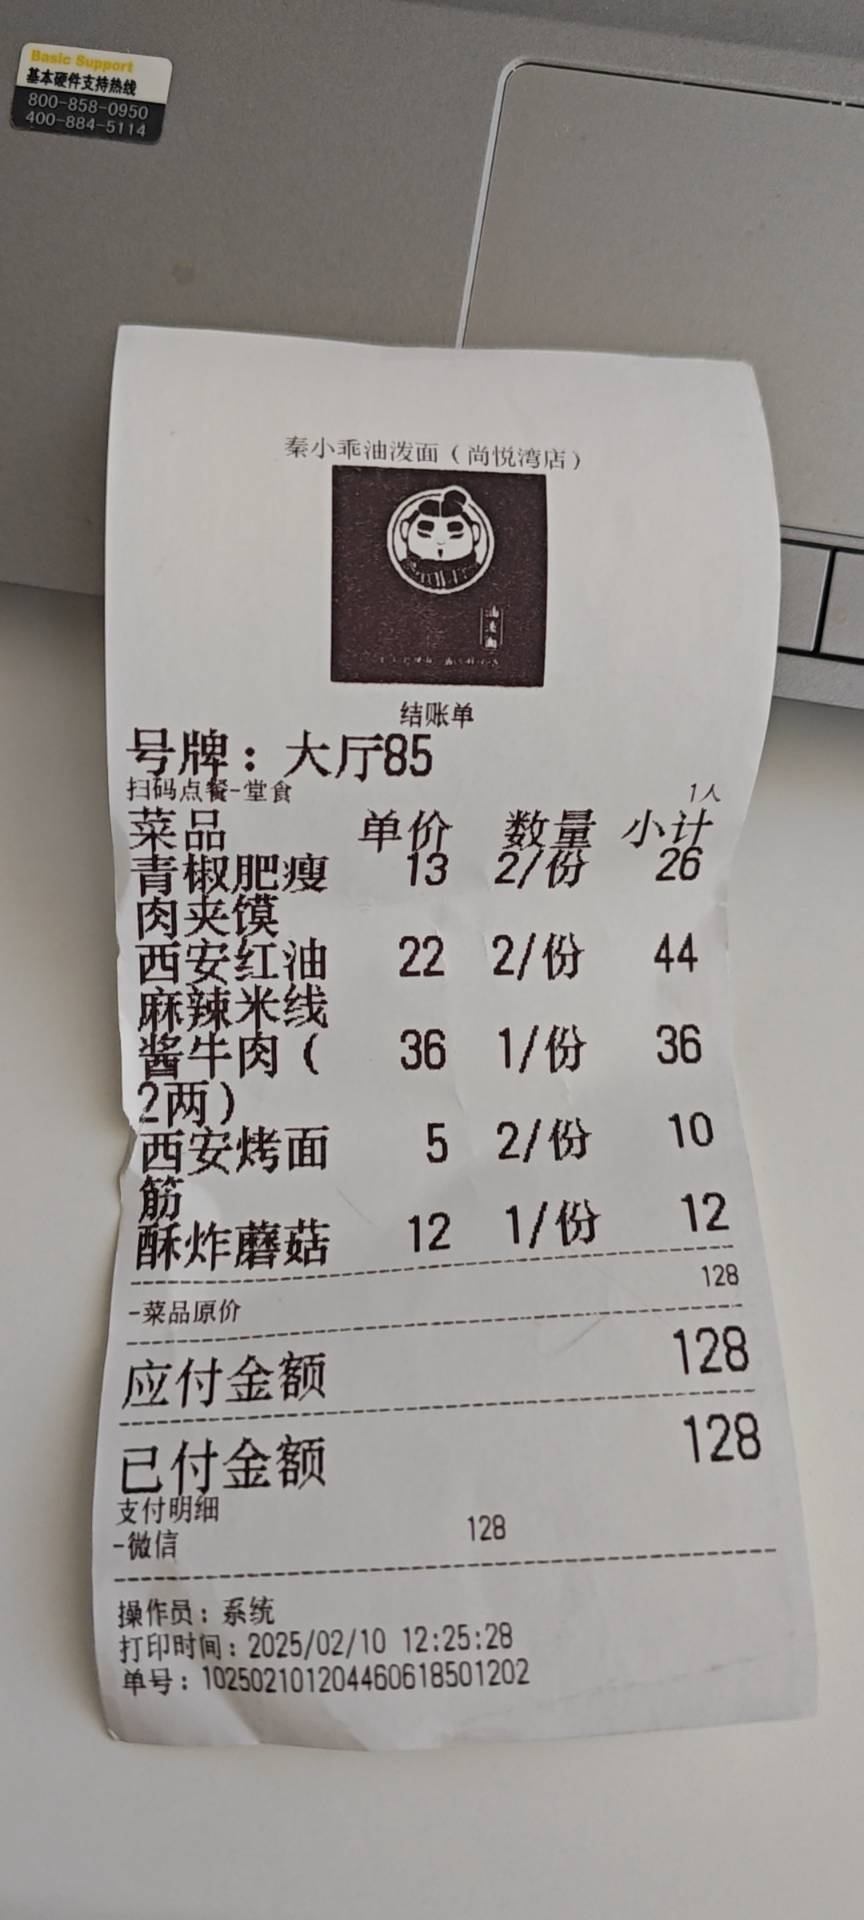 Basic Support
基本硬件支持热线
800-858-0950
400-884-5114
秦小乖油泼面（尚悦湾店）
油泼面
结账单
号牌：大厅85
扫码点餐-堂食 1人
菜品 单价 数量 小计
青椒肥瘦 13 2/份 26
肉夹馍
西安红油 22 2/份 44
麻辣米线
酱牛肉（ 36 1/份 36
2两）
西安烤面 5 2/份 10
筋
酥炸蘑菇 12 1/份 12
-菜品原价 128
应付金额 128
已付金额 128
支付明细
-微信 128
操作员：系统
打印时间：2025/02/10 12:25:28
单号：102502101204460618501202